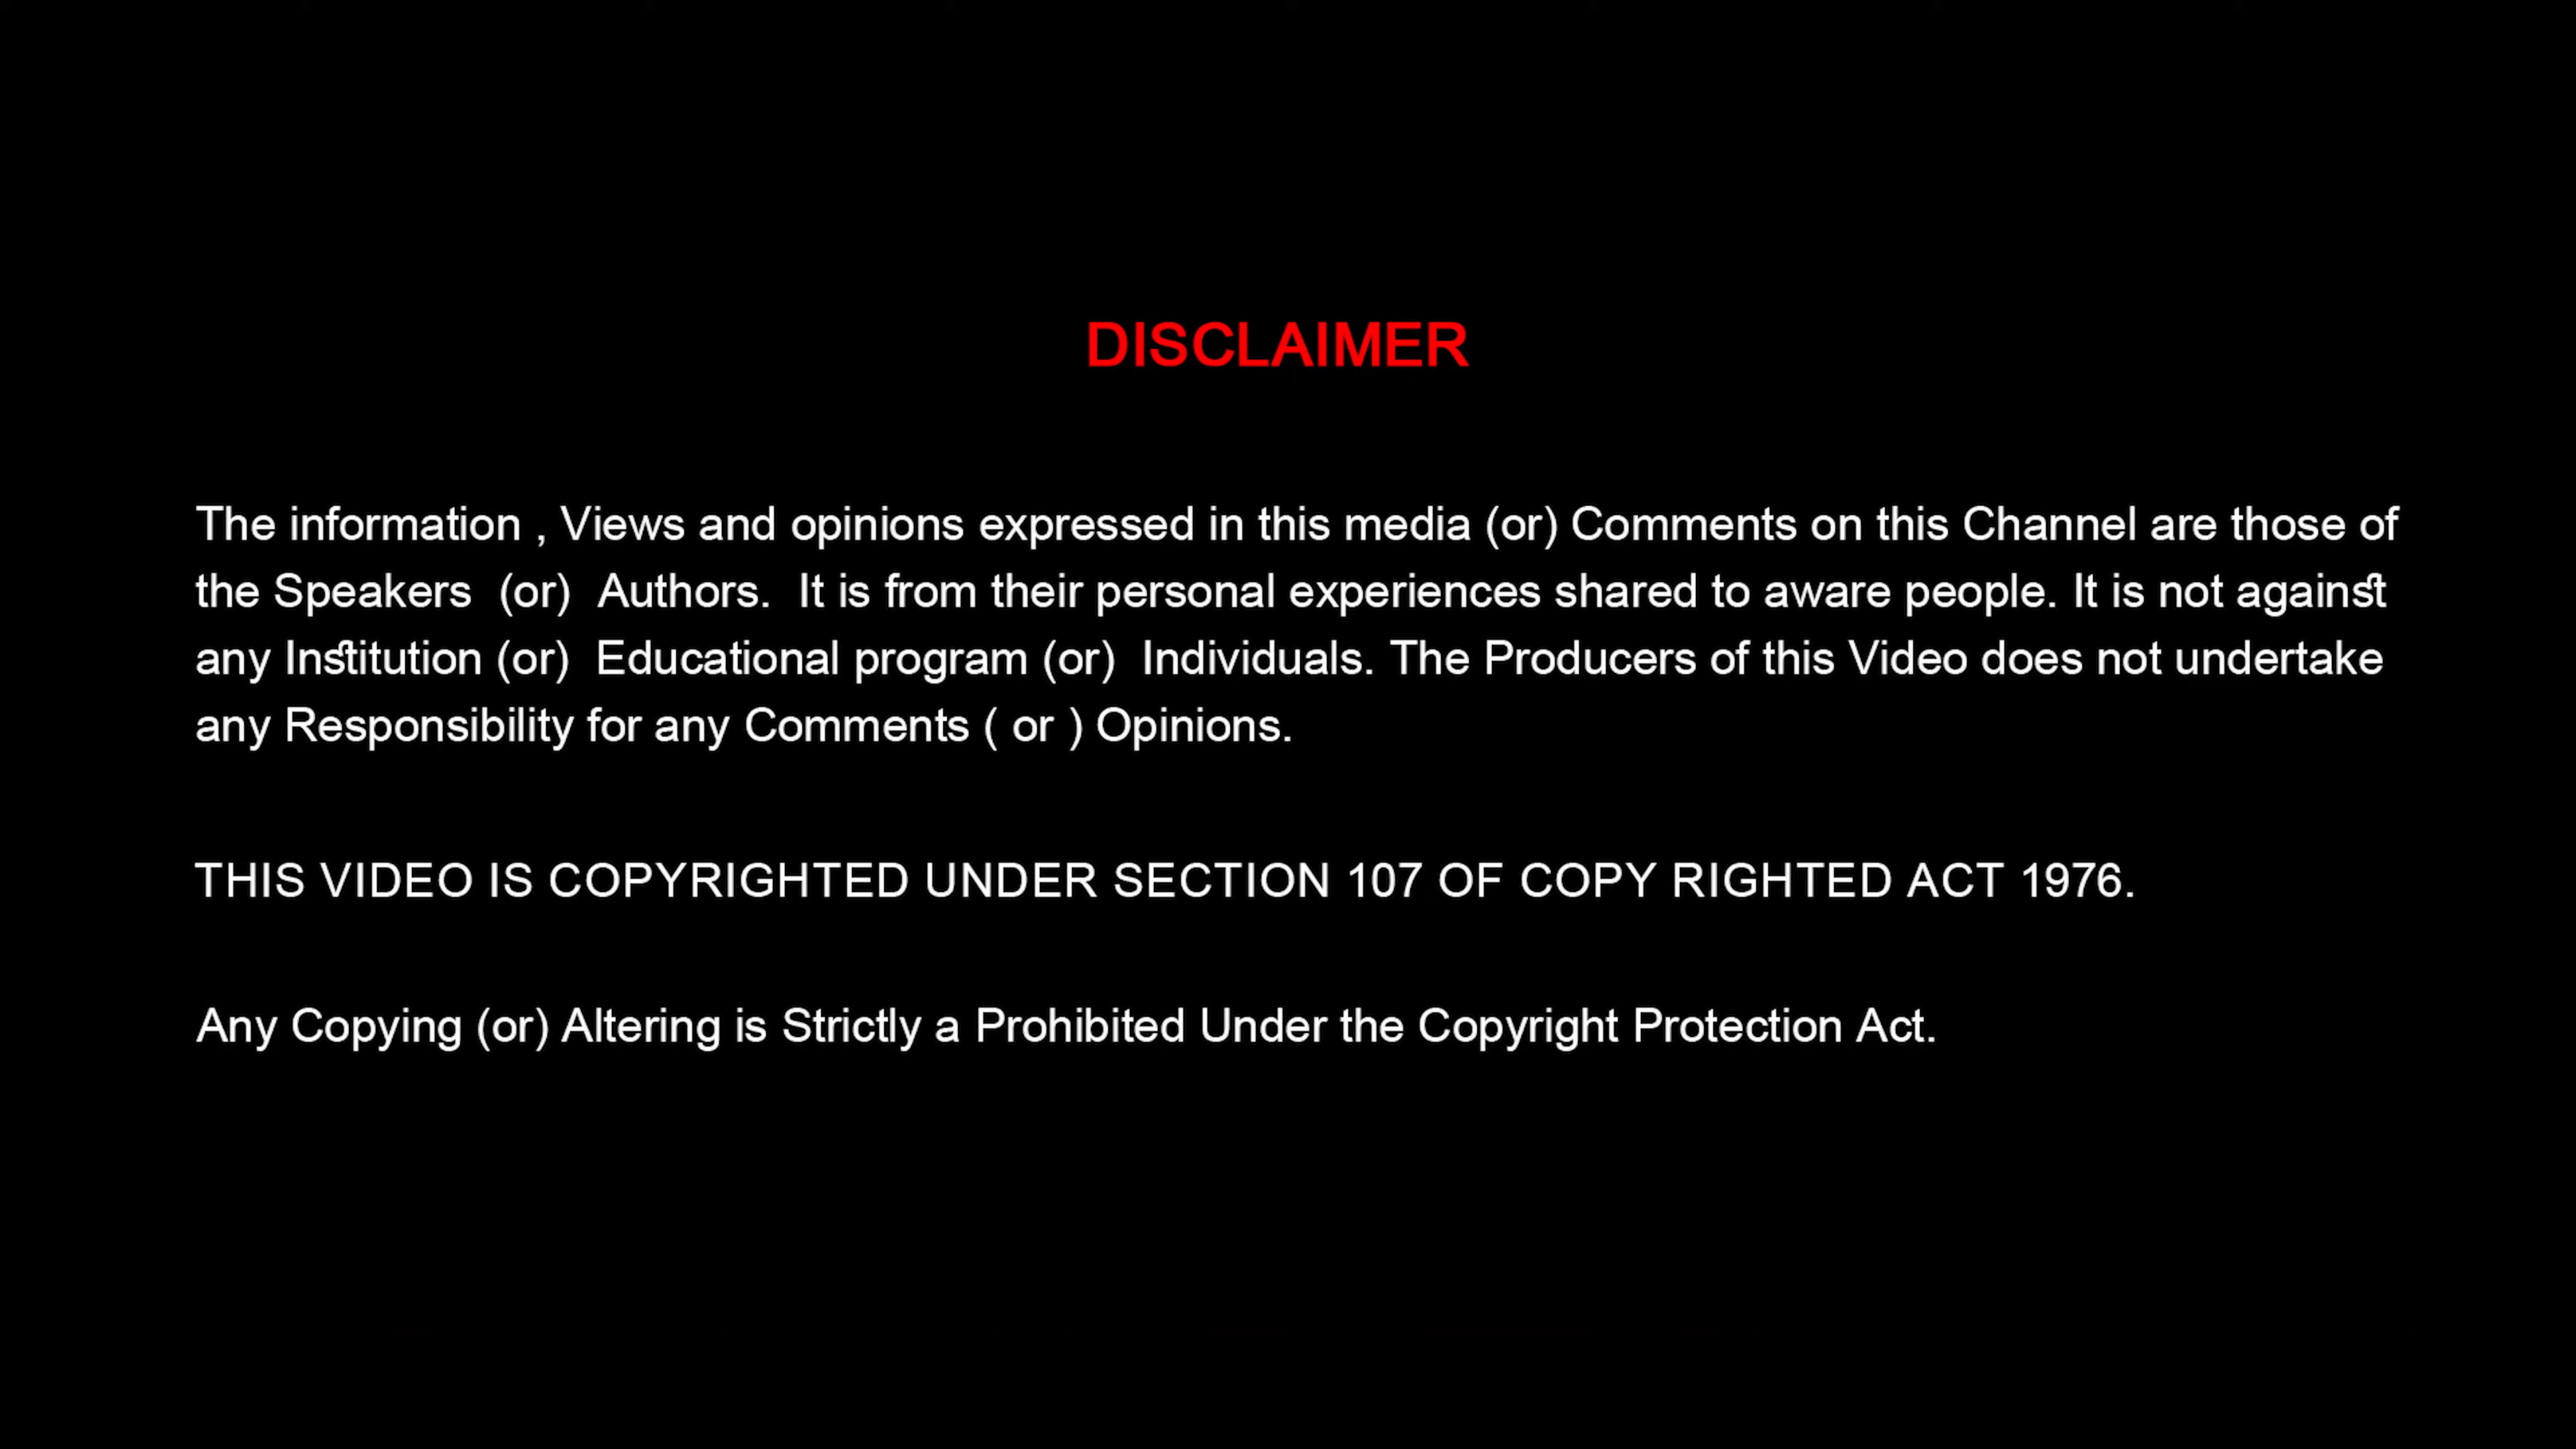 DISCLAIMER
The information , Views and opinions expressed in this media (or) Comments on this Channel are those of
the Speakers  (or)  Authors.  It is from their personal experiences shared to aware people. It is not against
any Institution (or)  Educational program (or)  Individuals. The Producers of this Video does not undertake
any Responsibility for any Comments ( or ) Opinions.
THIS VIDEO IS COPYRIGHTED UNDER SECTION 107 OF COPY RIGHTED ACT 1976.
Any Copying (or) Altering is Strictly a Prohibited Under the Copyright Protection Act.